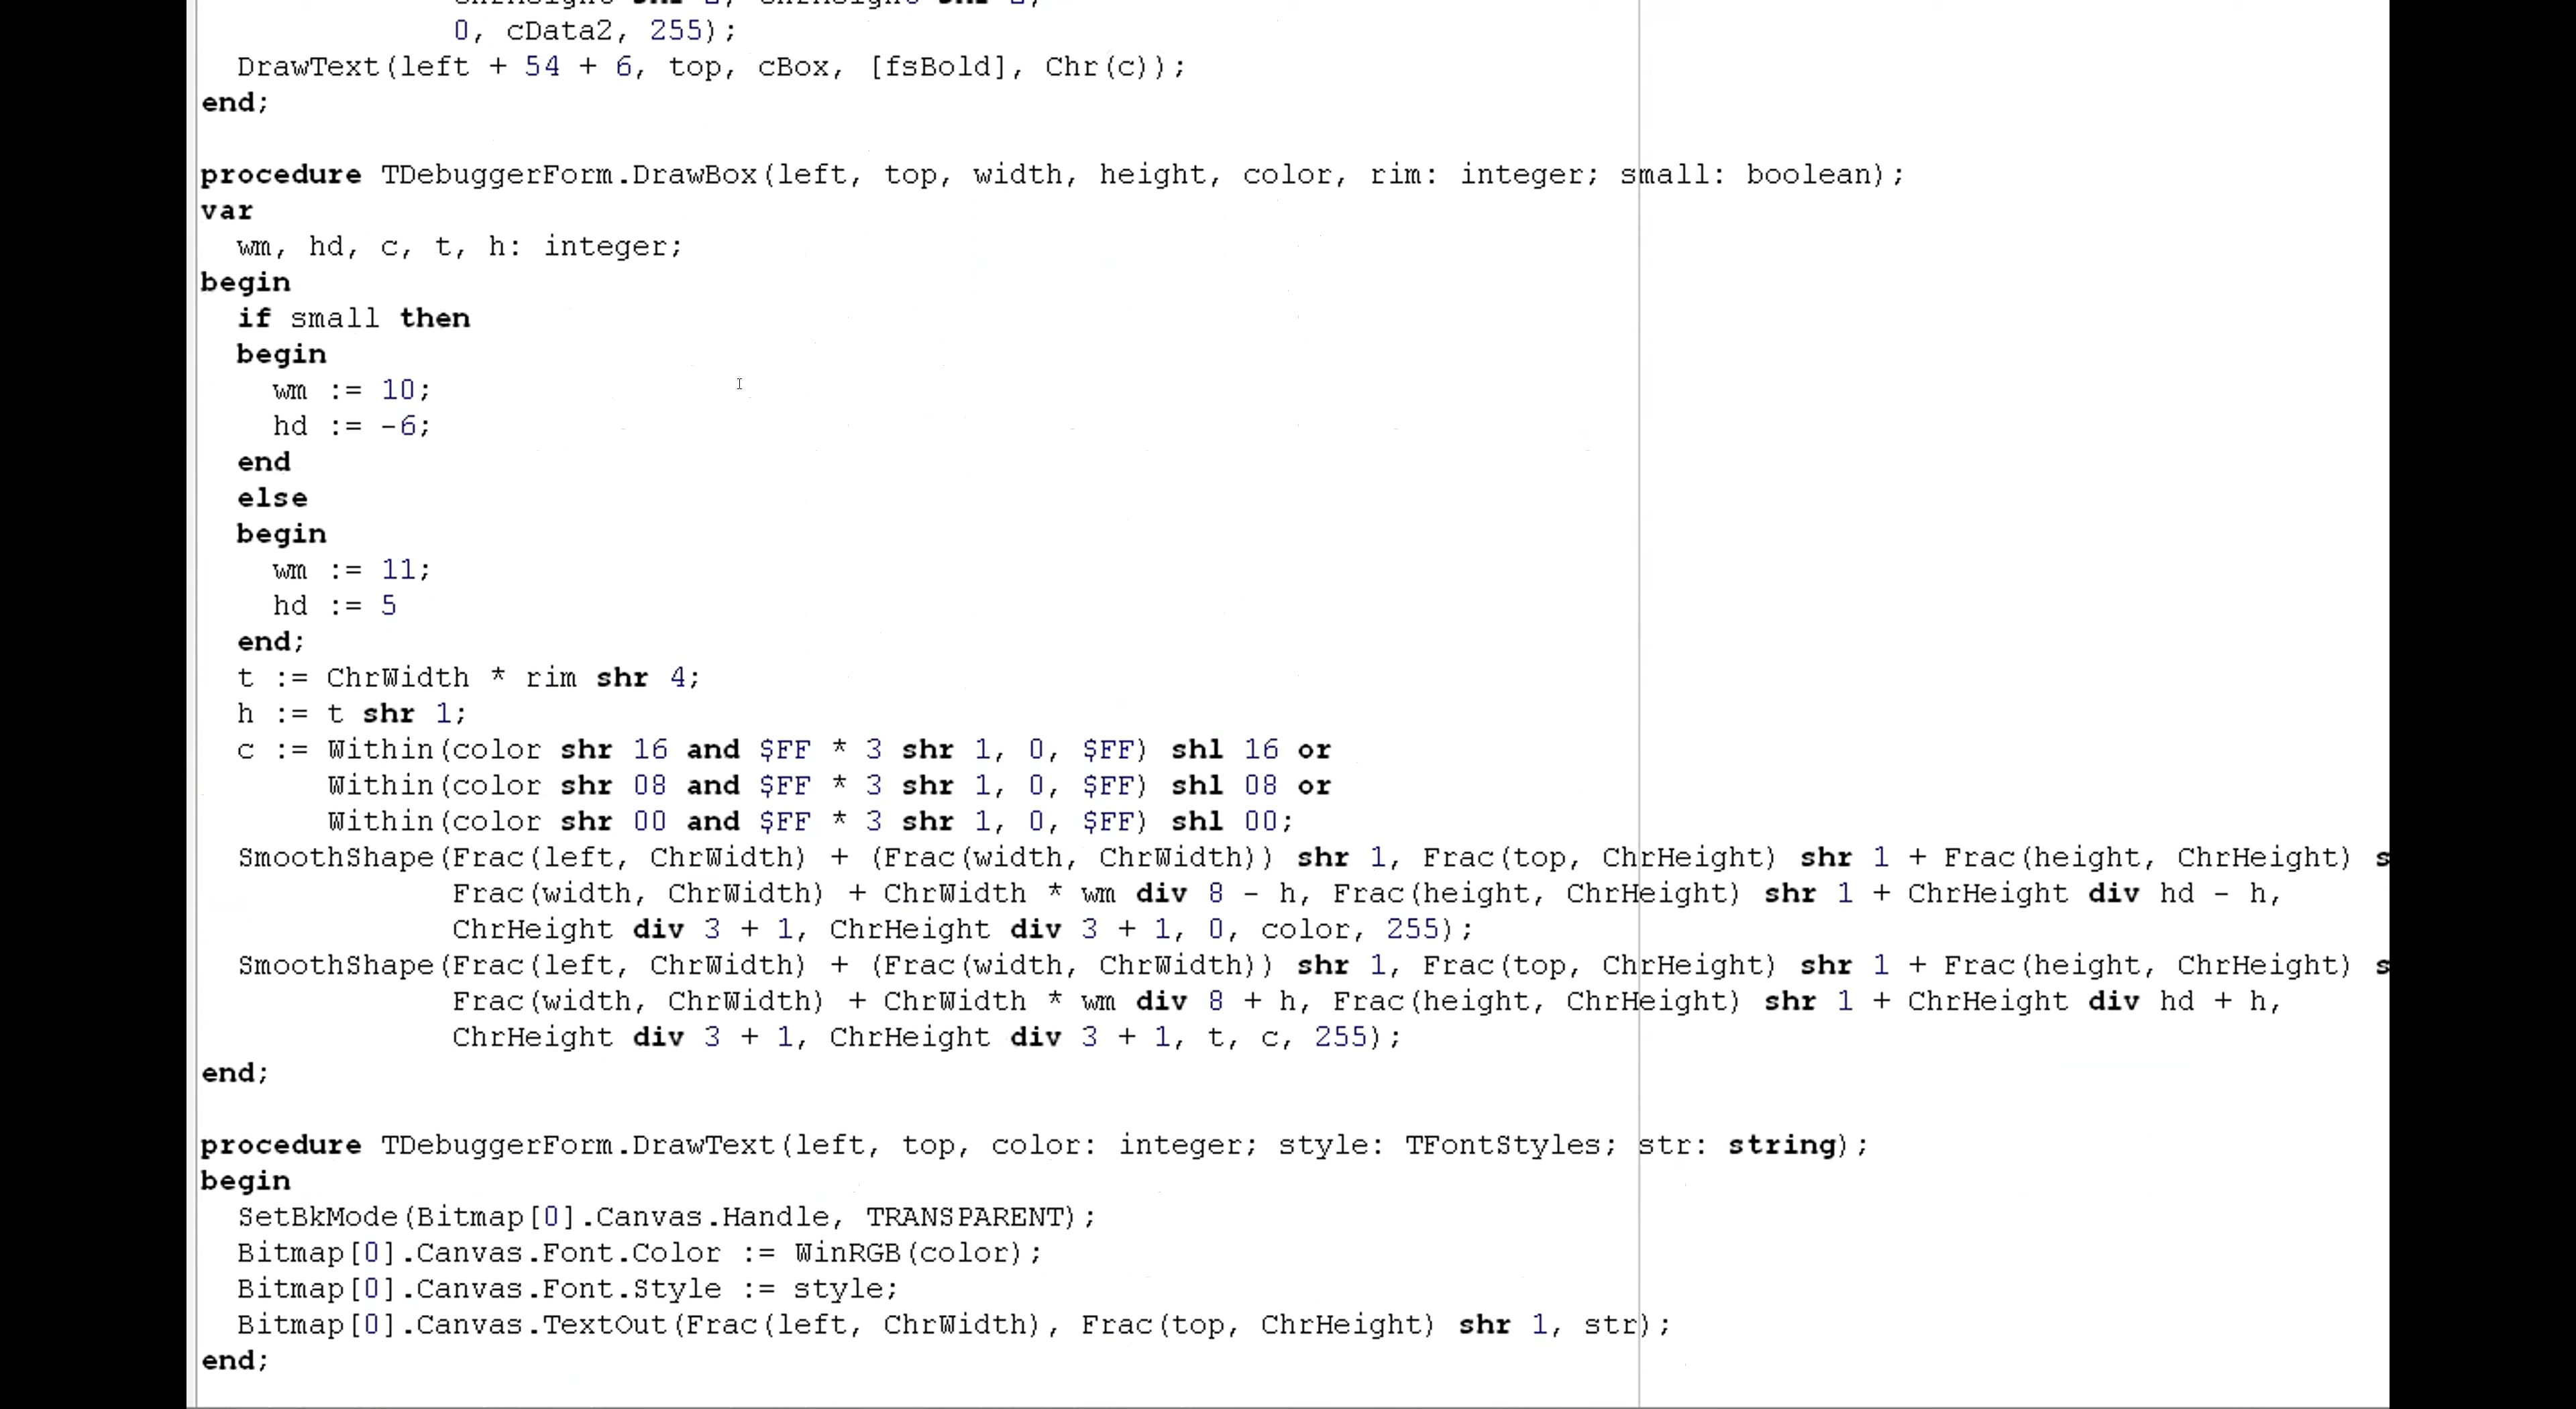 0, cData2, 255);
DrawText(left + 54 + 6, top, cBox, [fsBold], Chr(c));
end;

procedure TDebuggerForm.DrawBox(left, top, width, height, color, rim: integer; small: boolean);
var
  wm, hd, c, t, h: integer;
begin
  if small then
  begin
    wm := 10;
    hd := -6;
  end
  else
  begin
    wm := 11;
    hd := 5
  end;
  t := ChrWidth * rim shr 4;
  h := t shr 1;
  c := Within(color shr 16 and $FF * 3 shr 1, 0, $FF) shl 16 or
       Within(color shr 08 and $FF * 3 shr 1, 0, $FF) shl 08 or
       Within(color shr 00 and $FF * 3 shr 1, 0, $FF) shl 00;
  SmoothShape(Frac(left, ChrWidth) + (Frac(width, ChrWidth)) shr 1, Frac(top, ChrHeight) shr 1 + Frac(height, ChrHeight) s
              Frac(width, ChrWidth) + ChrWidth * wm div 8 - h, Frac(height, ChrHeight) shr 1 + ChrHeight div hd - h,
              ChrHeight div 3 + 1, ChrHeight div 3 + 1, 0, color, 255);
  SmoothShape(Frac(left, ChrWidth) + (Frac(width, ChrWidth)) shr 1, Frac(top, ChrHeight) shr 1 + Frac(height, ChrHeight) s
              Frac(width, ChrWidth) + ChrWidth * wm div 8 + h, Frac(height, ChrHeight) shr 1 + ChrHeight div hd + h,
              ChrHeight div 3 + 1, ChrHeight div 3 + 1, t, c, 255);
end;

procedure TDebuggerForm.DrawText(left, top, color: integer; style: TFontStyles; str: string);
begin
  SetBkMode(Bitmap[0].Canvas.Handle, TRANSPARENT);
  Bitmap[0].Canvas.Font.Color := WinRGB(color);
  Bitmap[0].Canvas.Font.Style := style;
  Bitmap[0].Canvas.TextOut(Frac(left, ChrWidth), Frac(top, ChrHeight) shr 1, str);
end;